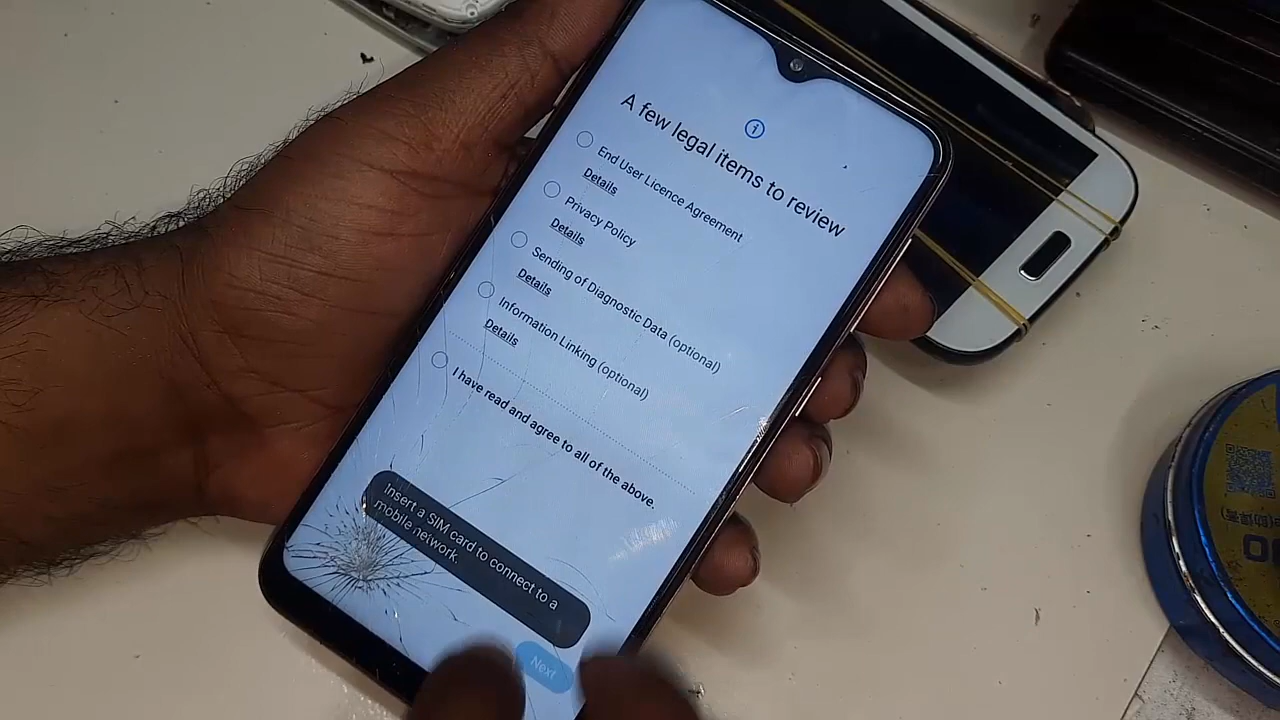 A few legal items to review
End User Licence Agreement
Details
Privacy Policy
Details
Sending of Diagnostic Data (optional)
Details
Information Linking (optional)
Details
I have read and agree to all of the above.
Insert a SIM card to connect to a
mobile network.
Next